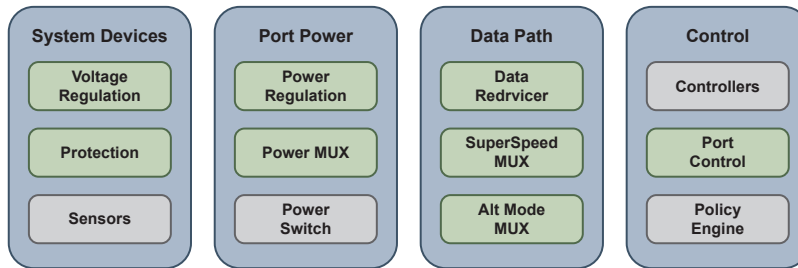 System Devices
Voltage
Regulation
Protection
Sensors
Port Power
Power
Regulation
Power MUX
Power
Switch
Data Path
Data
Redrvicer
SuperSpeed
MUX
Alt Mode
MUX
Control
Controllers
Port
Control
Policy
Engine